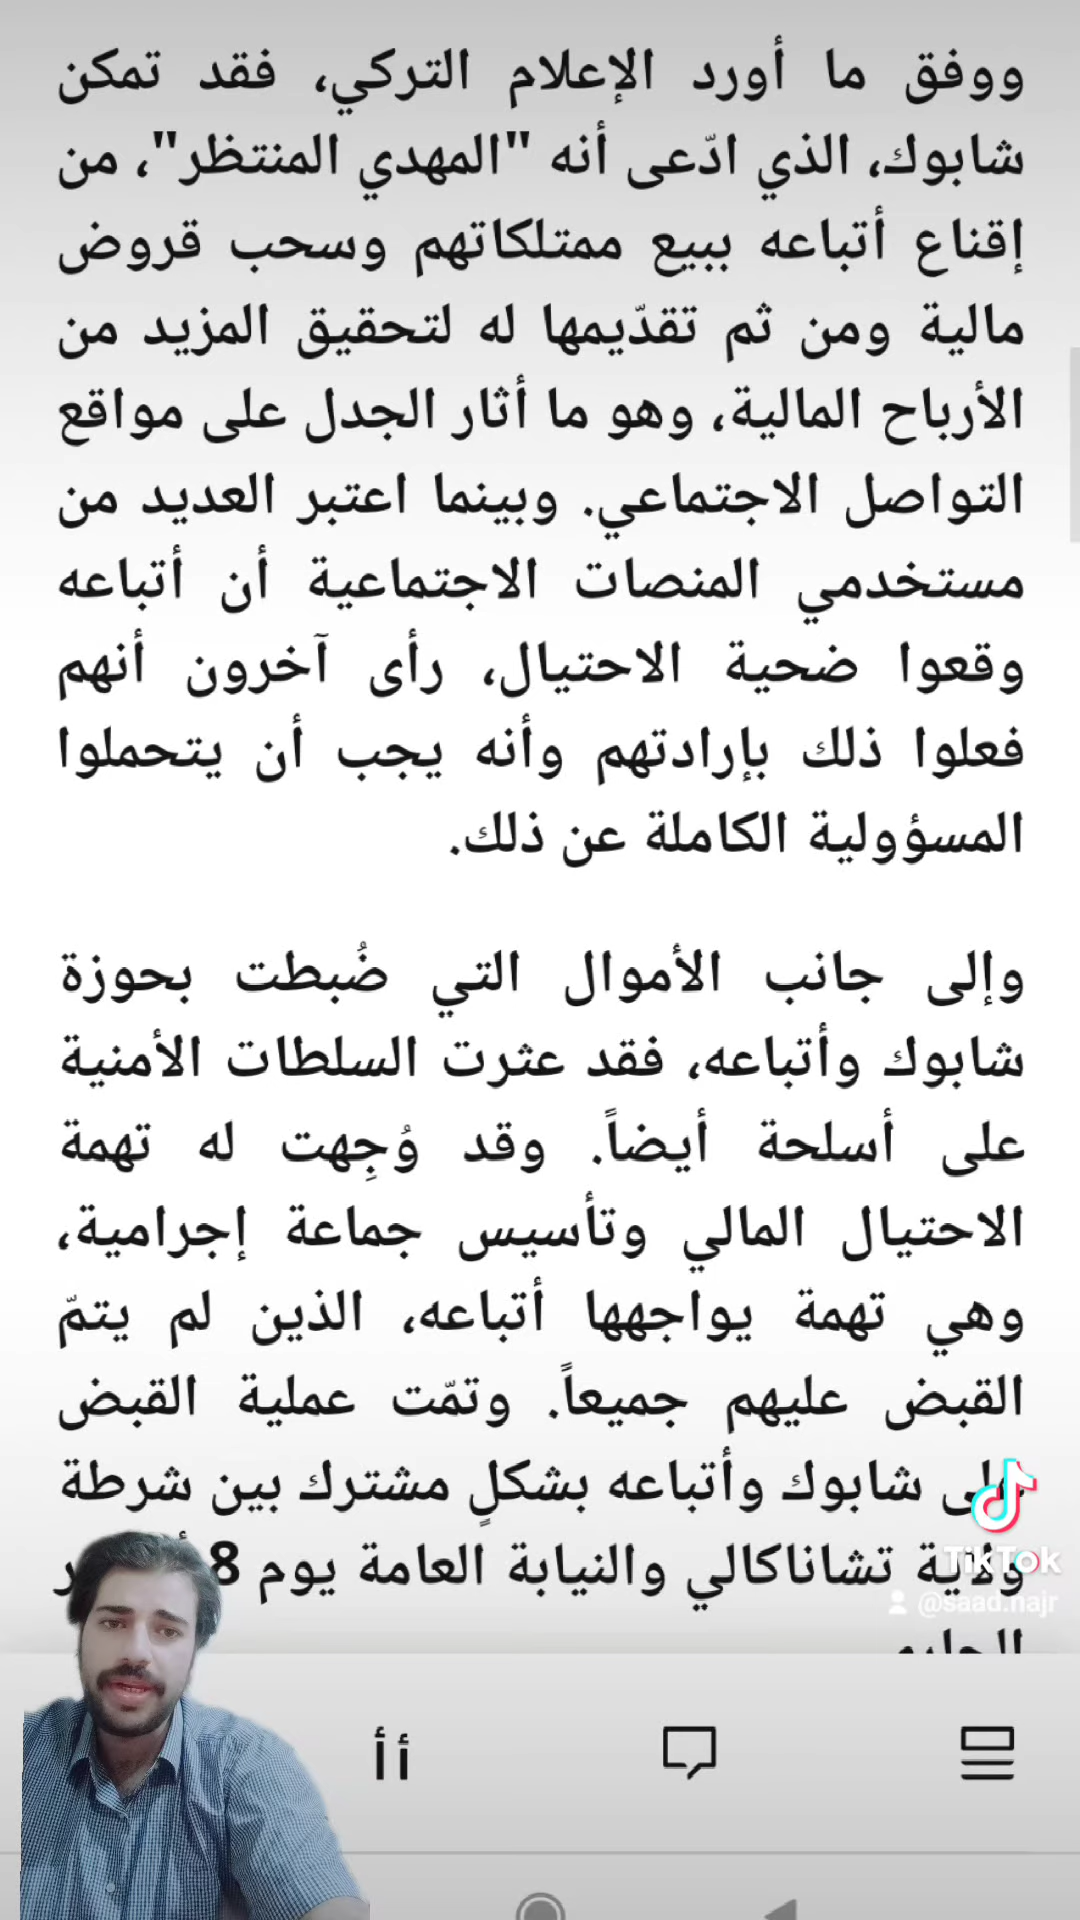 ووفق ما أورد الإعلام التركي، فقد تمكن
شابوك، الذي ادّعى أنه "المهدي المنتظر"، من
إقناع أتباعه ببيع ممتلكاتهم وسحب قروض
مالية ومن ثم تقدّيمها له لتحقيق المزيد من
الأرباح المالية، وهو ما أثار الجدل على مواقع
التواصل الاجتماعي. وبينما اعتبر العديد من
مستخدمي المنصات الاجتماعية أن أتباعه
وقعوا ضحية الاحتيال، رأى آخرون أنهم
فعلوا ذلك بإرادتهم وأنه يجب أن يتحملوا
المسؤولية الكاملة عن ذلك.
وإلى جانب الأموال التي ضُبطت بحوزة
شابوك وأتباعه، فقد عثرت السلطات الأمنية
على أسلحة أيضاً. وقد وُجِهت له تهمة
الاحتيال المالي وتأسيس جماعة إجرامية،
وهي تهمة يواجهها أتباعه، الذين لم يتمّ
القبض عليهم جميعاً. وتمّت عملية القبض
على شابوك وأتباعه بشكلٍ مشترك بين شرطة
ولاية تشاناكالي والنيابة العامة يوم 8
TikTok
@saad.najr
أأ